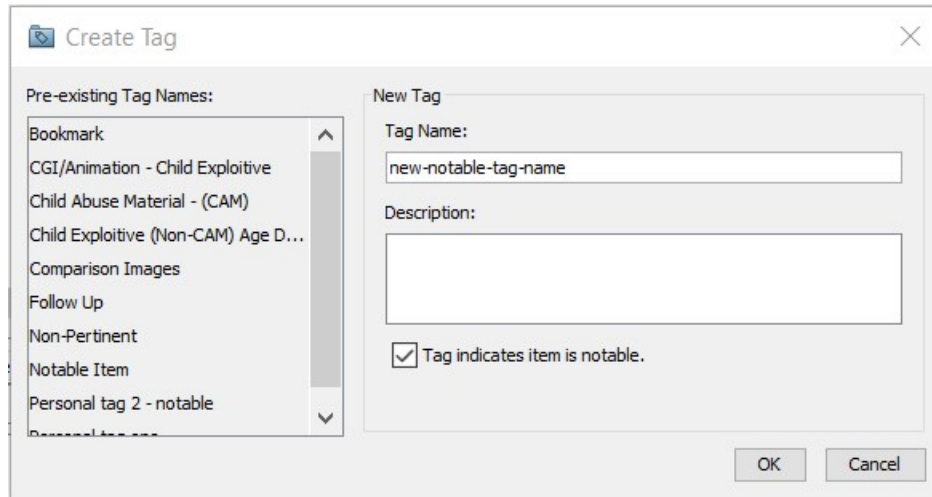 Create Tag
Pre-existing Tag Names:
Bookmark
CGI/Animation - Child Exploitive
Child Abuse Material - (CAM)
Child Exploitive (Non-CAM) Age D...
Comparison Images
Follow Up
Non-Pertinent
Notable Item
Personal tag 2 - notable
New Tag
Tag Name:
new-notable-tag-name
Description:
Tag indicates item is notable.
OK
Cancel